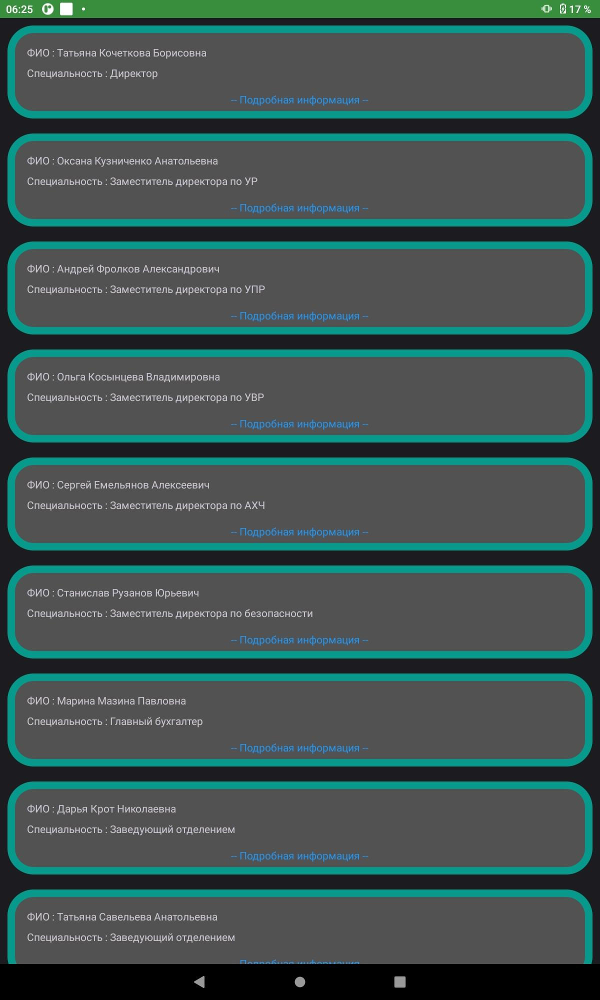 06:25
17 %
ФИО : Татьяна Кочеткова Борисовна
Специальность : Директор
-- Подробная информация --
ФИО : Оксана Кузниченко Анатольевна
Специальность : Заместитель директора по УР
-- Подробная информация --
ФИО : Андрей Фролков Александрович
Специальность : Заместитель директора по УПР
-- Подробная информация --
ФИО : Ольга Косынцева Владимировна
Специальность : Заместитель директора по УВР
-- Подробная информация --
ФИО : Сергей Емельянов Алексеевич
Специальность : Заместитель директора по АХЧ
-- Подробная информация --
ФИО : Станислав Рузанов Юрьевич
Специальность : Заместитель директора по безопасности
-- Подробная информация --
ФИО : Марина Мазина Павловна
Специальность : Главный бухгалтер
-- Подробная информация --
ФИО : Дарья Крот Николаевна
Специальность : Заведующий отделением
-- Подробная информация --
ФИО : Татьяна Савельева Анатольевна
Специальность : Заведующий отделением
Подробная информация